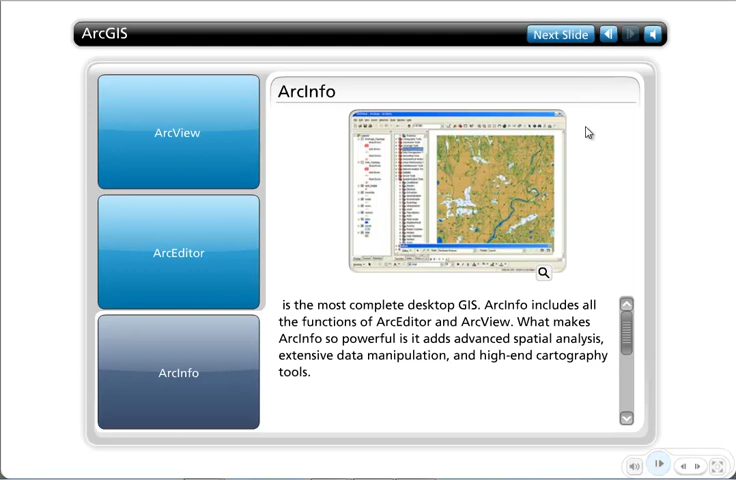 ArcGIS
Next Slide
ArcView
ArcEditor
ArcInfo
ArcInfo
is the most complete desktop GIS. ArcInfo includes all
the functions of ArcEditor and ArcView. What makes
ArcInfo so powerful is it adds advanced spatial analysis,
extensive data manipulation, and high-end cartography
tools.